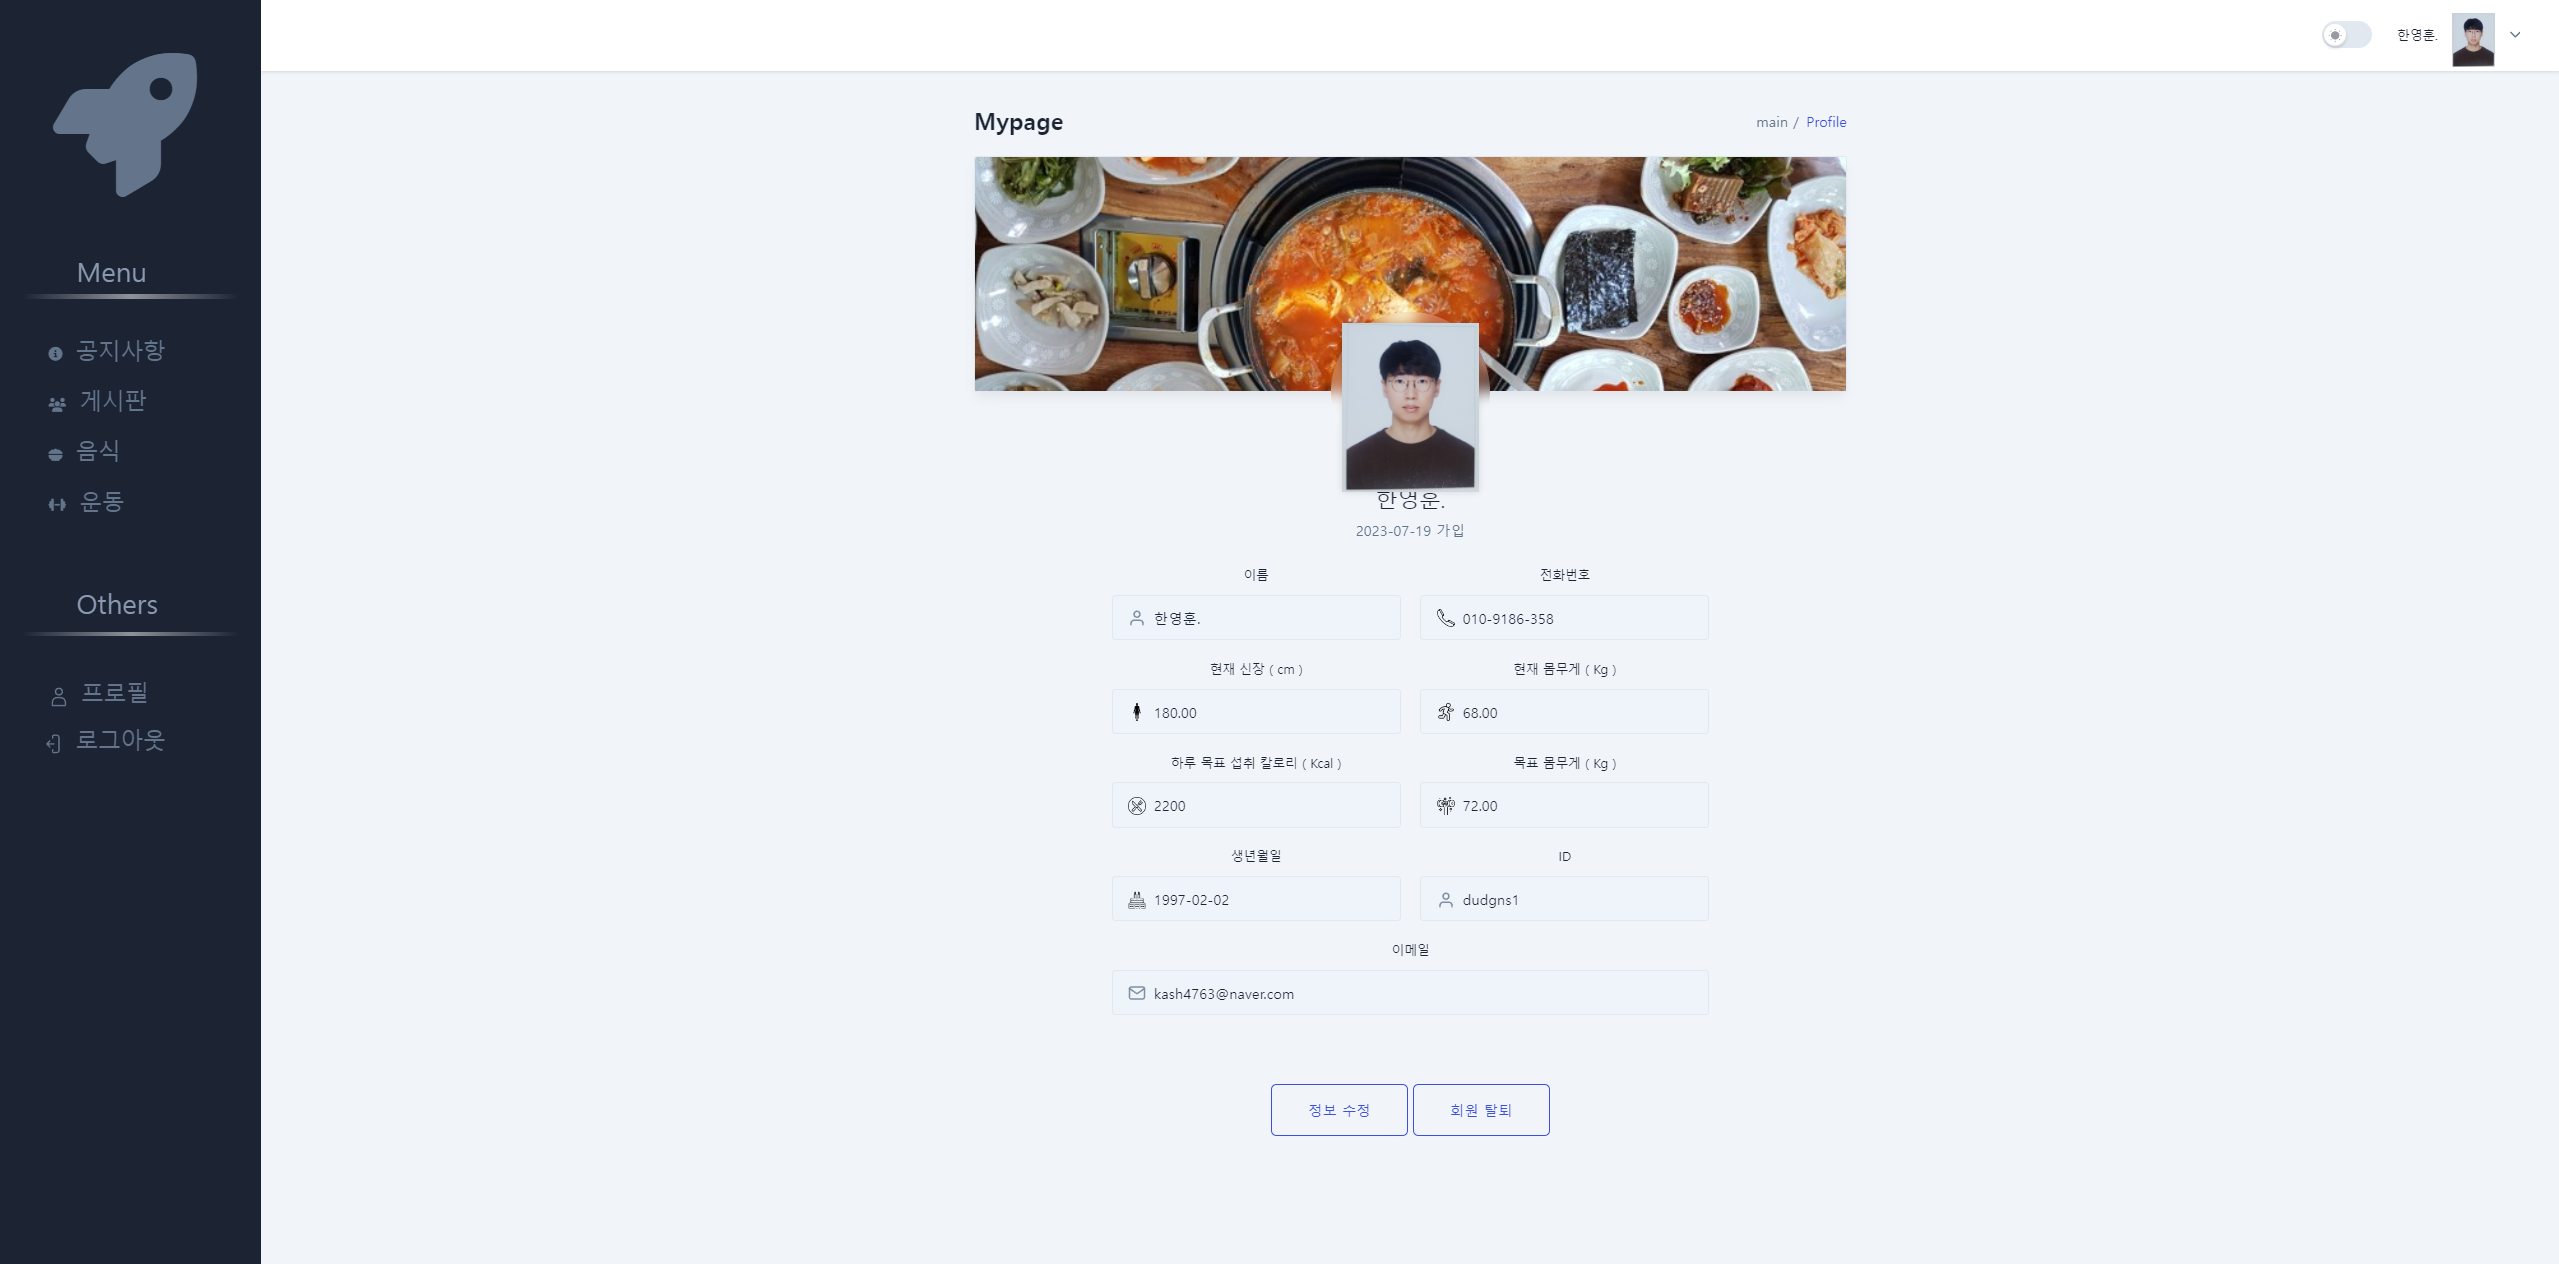 한영훈.
Mypage
main / Profile
Menu
공지사항
게시판
음식
운동
Others
프로필
로그아웃
한영훈.
2023-07-19 가입
이름
전화번호
한영훈.
010-9186-358
현재 신장 ( cm )
현재 몸무게 ( Kg )
180.00
68.00
하루 목표 섭취 칼로리 ( Kcal )
목표 몸무게 ( Kg )
2200
72.00
생년월일
ID
1997-02-02
dudgns1
이메일
kash4763@naver.com
정보 수정
회원 탈퇴